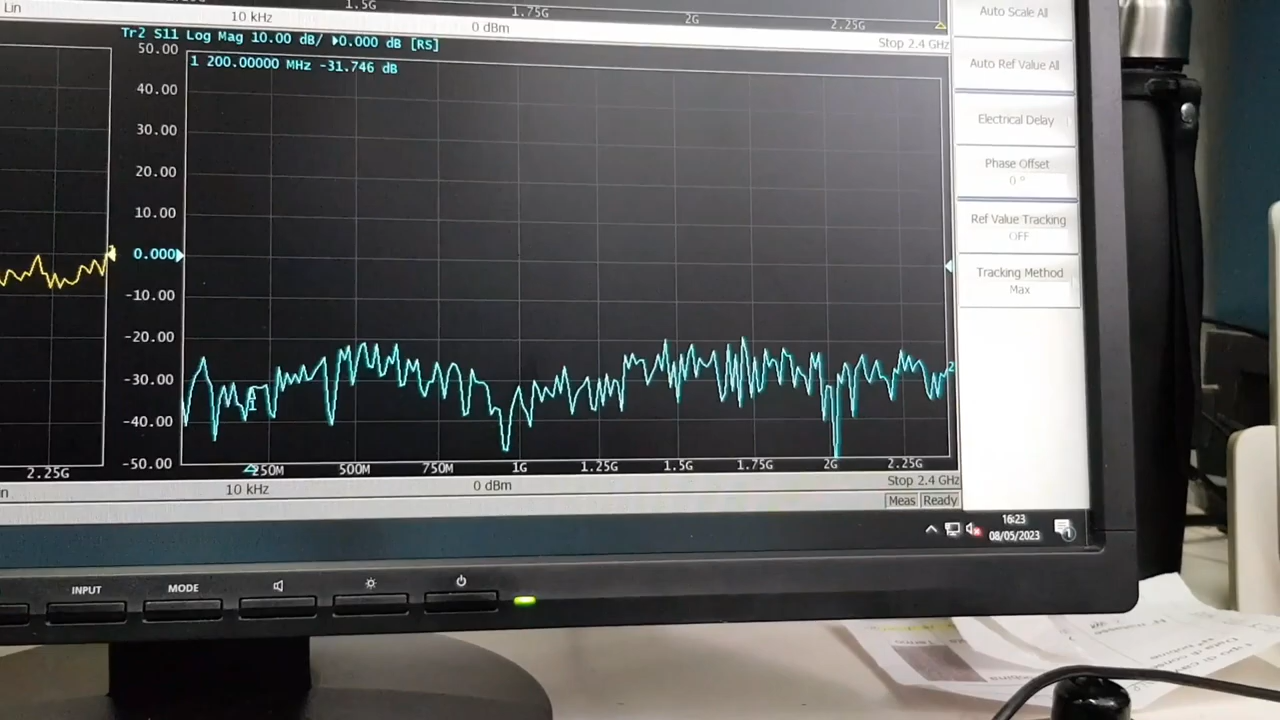 Lin
1.5G
1.75G
2G
2.25G
10 kHz
0 dBm
Stop 2.4 GHz
Tr2 S11 Log Mag 10.00 dB/ 0.000 dB [RS]
1 200.00000 MHz -31.746 dB
50.00
40.00
30.00
20.00
10.00
0.000
-10.00
-20.00
-30.00
-40.00
-50.00
1
2
2.25G
250M
500M
750M
1G
1.25G
1.5G
1.75G
2G
2.25G
10 kHz
0 dBm
Stop 2.4 GHz
Meas
Ready
Auto Scale All
Auto Ref Value All
Electrical Delay
Phase Offset
0 °
Ref Value Tracking
OFF
Tracking Method
Max
16:23
08/05/2023
1
INPUT
MODE